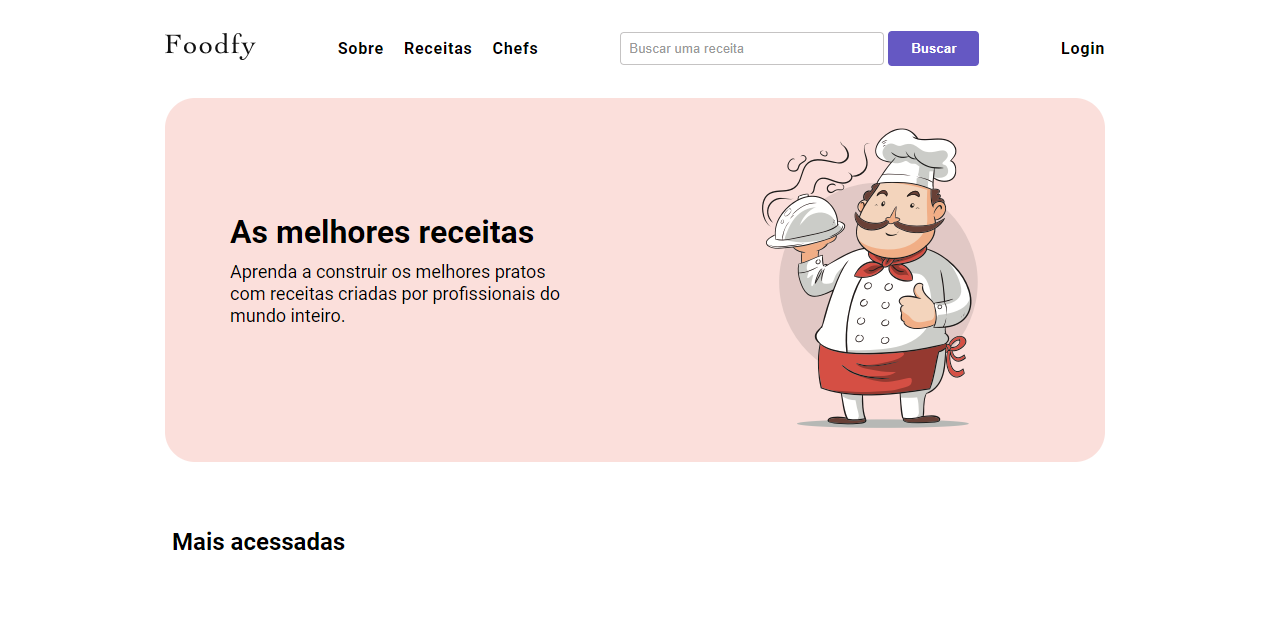 Foodfy
Sobre Receitas Chefs
Buscar uma receita
Buscar
Login
As melhores receitas
Aprenda a construir os melhores pratos
com receitas criadas por profissionais do
mundo inteiro.
Mais acessadas